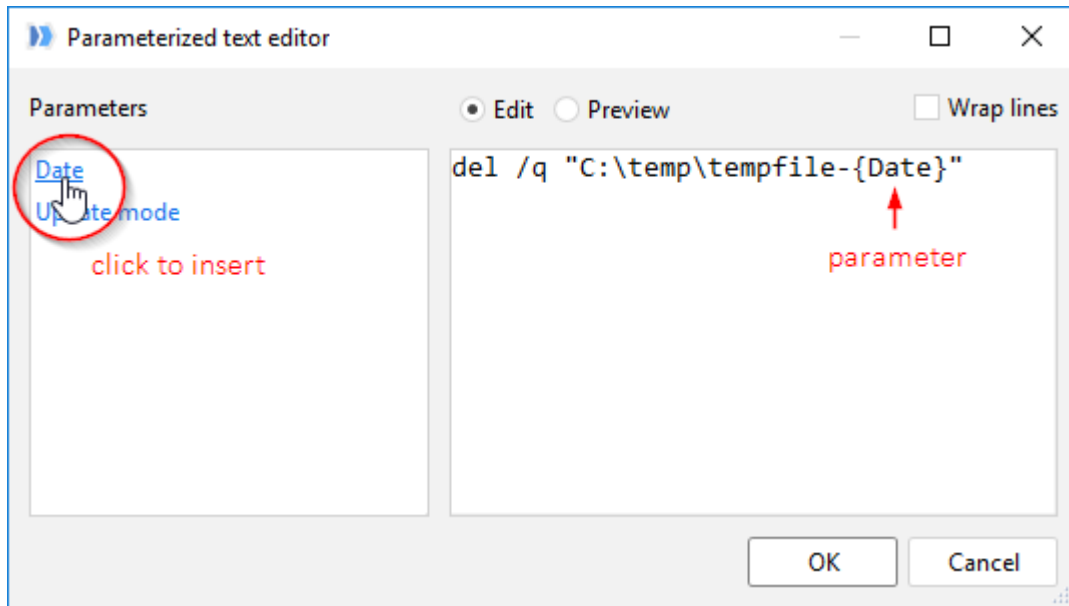 Parameterized text editor
Parameters
Edit
Preview
Wrap lines
Date
Update mode
click to insert
del /q "C:\temp\tempfile-{Date}"
parameter
OK
Cancel